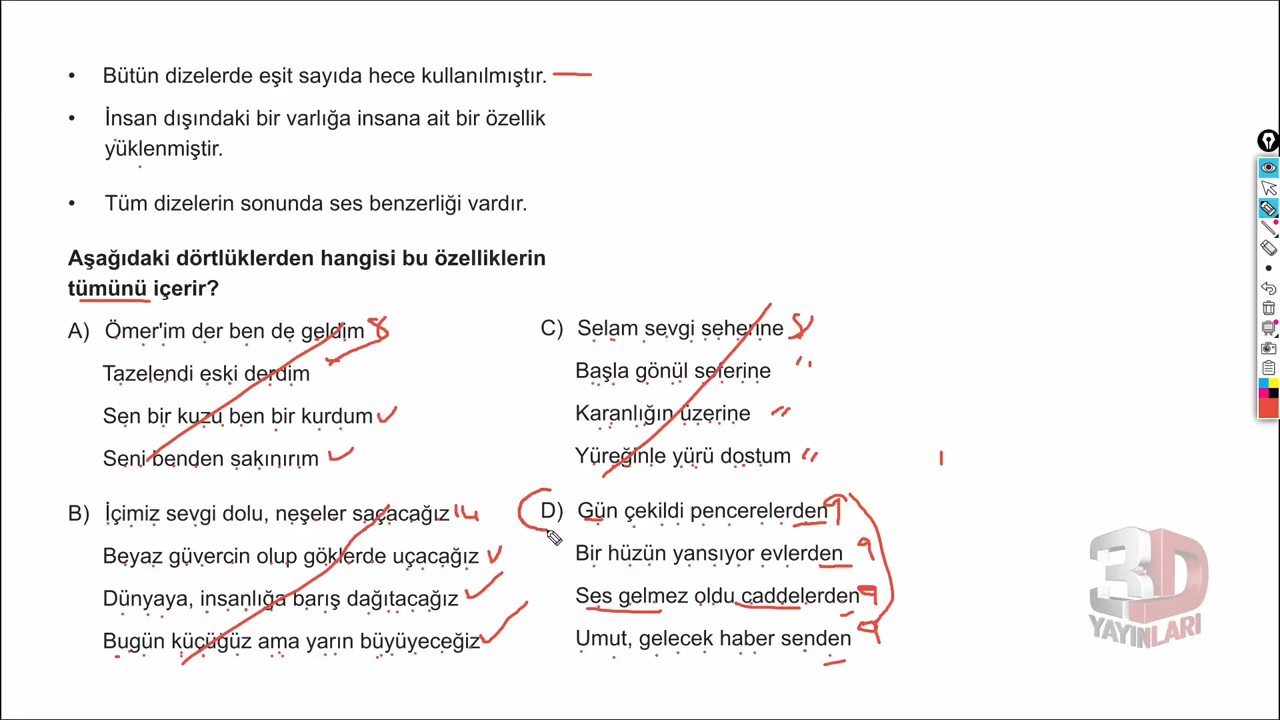 • Bütün dizelerde eşit sayıda hece kullanılmıştır.
• İnsan dışındaki bir varlığa insana ait bir özellik
yüklenmiştir.
• Tüm dizelerin sonunda ses benzerliği vardır.
Aşağıdaki dörtlüklerden hangisi bu özelliklerin
tümünü içerir?
A) Ömer'im der ben de geldim 8
Tazelendi eski derdim
Sen bir kuzu ben bir kurdum
Seni benden sakınırım
B) İçimiz sevgi dolu, neşeler saçacağız 14
Beyaz güvercin olup göklerde uçacağız
Dünyaya, insanlığa barış dağıtacağız
Bugün küçüğüz ama yarın büyüyeceğiz
C) Selam sevgi seherine 8
Başla gönül seferine "
Karanlığın üzerine "
Yüreğinle yürü dostum "
D) Gün çekildi pencerelerden 9
Bir hüzün yansıyor evlerden 9
Ses gelmez oldu caddelerden 9
Umut, gelecek haber senden 9
3D
YAYINLARI